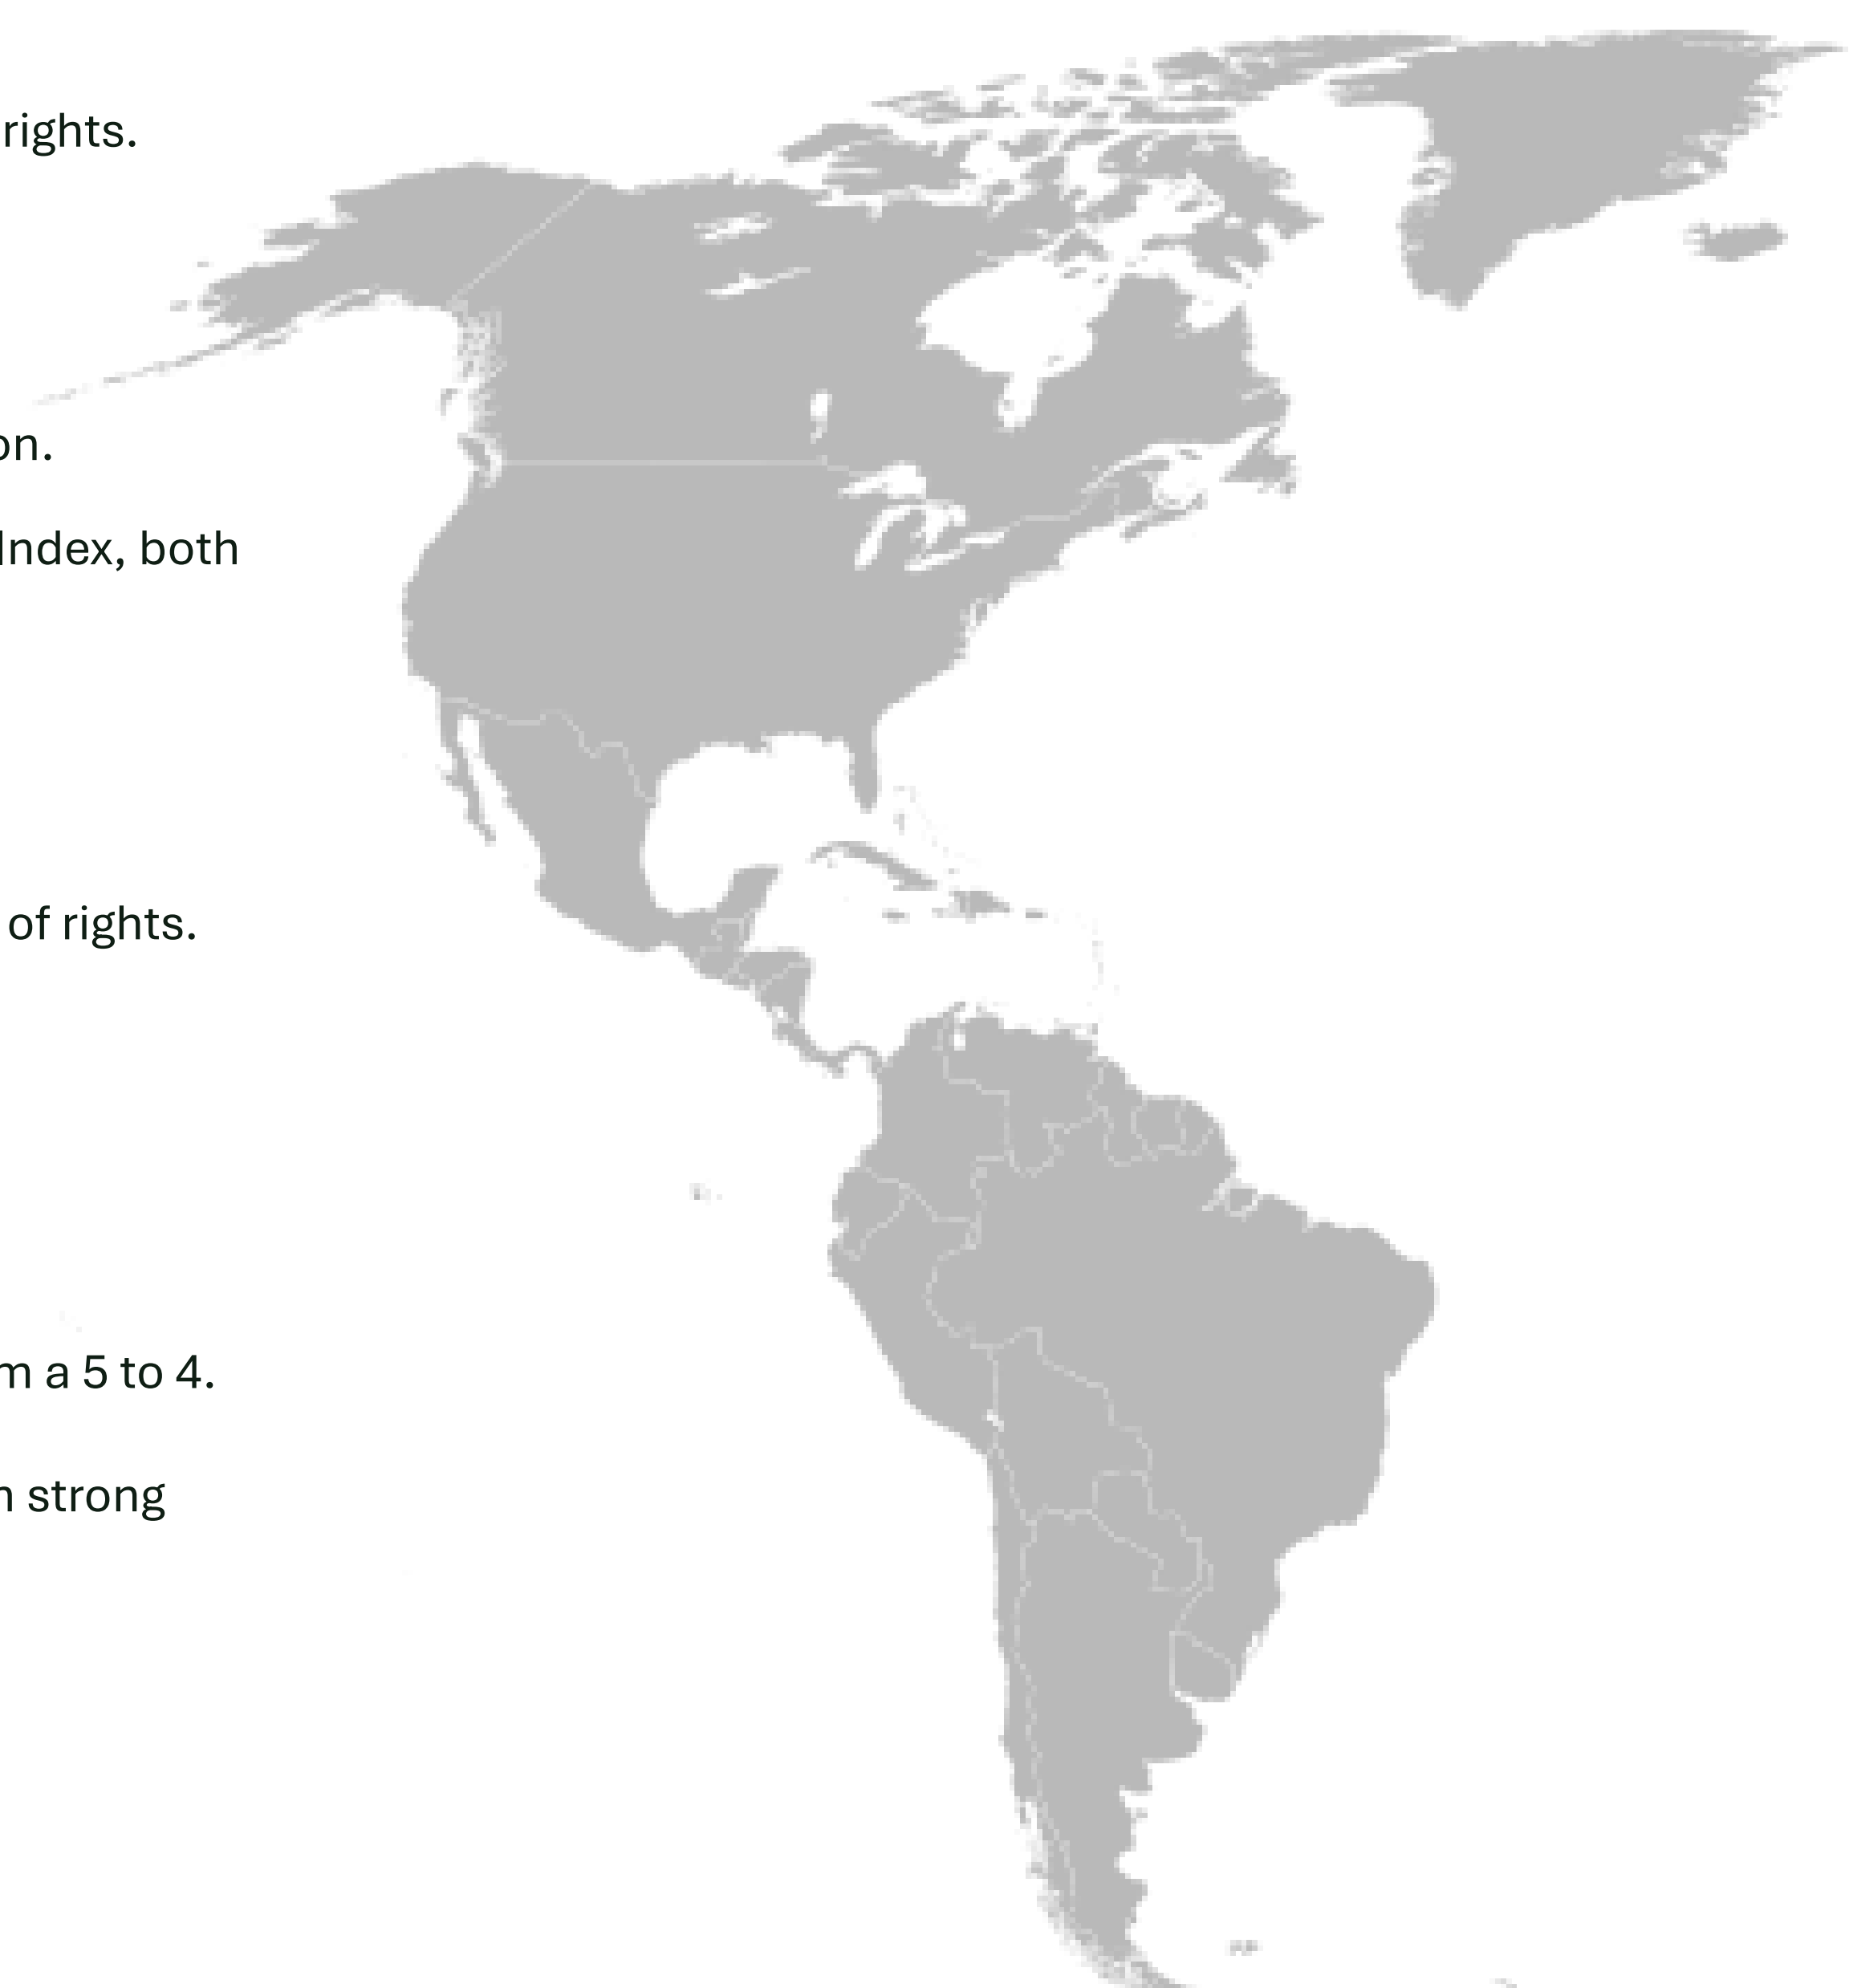 rights.
on.
Index, both
of rights.
m a 5 to 4.
n strong